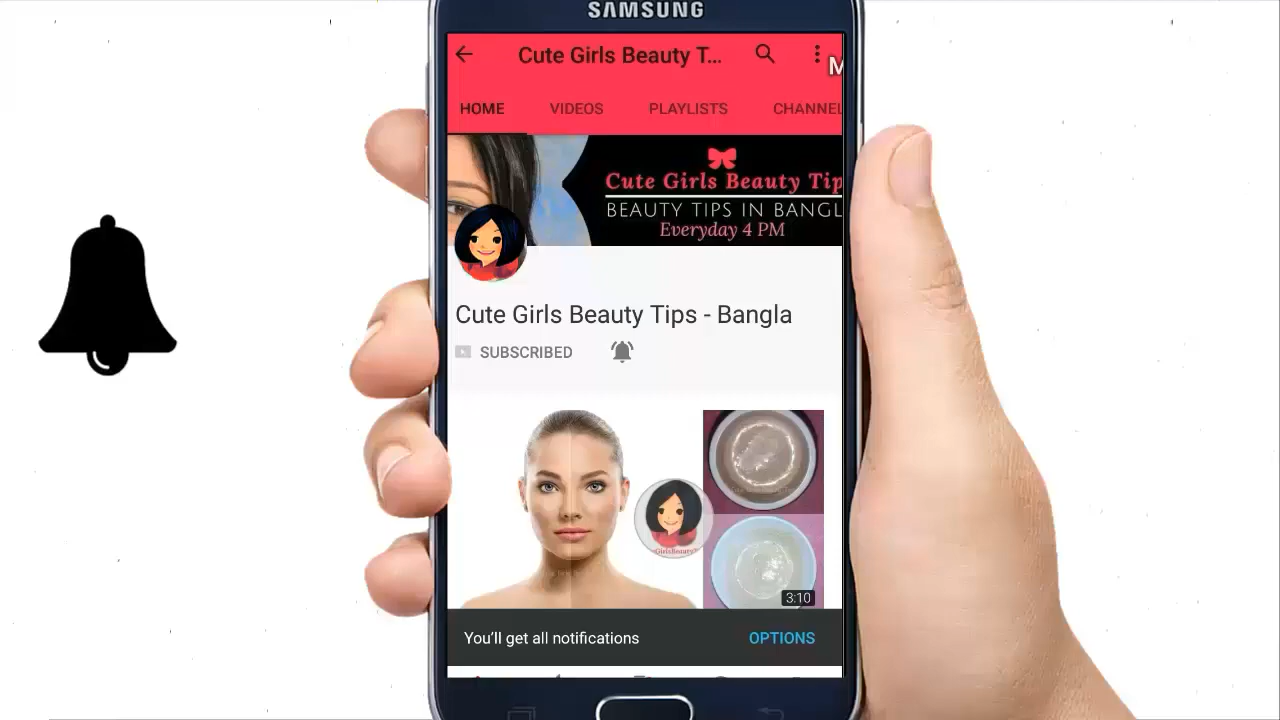 SAMSUNG
Cute Girls Beauty T...
M
HOME VIDEOS PLAYLISTS CHANNEL
Cute Girls Beauty Tip
BEAUTY TIPS IN BANGL
Everyday 4 PM
Cute Girls Beauty Tips - Bangla
SUBSCRIBED
3:10
You'll get all notifications OPTIONS